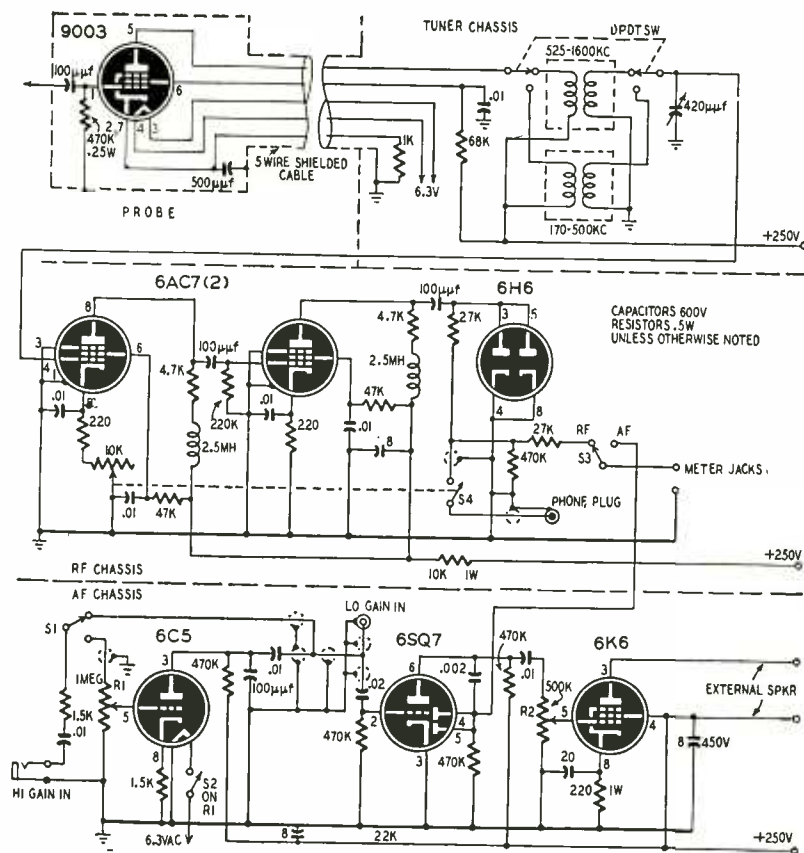 9003
TUNER CHASSIS
DPDT SW
525-1600KC
5
100µµf
1
6
.01
420µµf
2
7
4
3
470K
.25W
1K
68K
5 WIRE SHIELDED
CABLE
500µµf
6.3V
PROBE
170-500KC
+250V
6AC7(2)
6H6
8
100µµf
3
5
CAPACITORS 600V
RESISTORS .5W
UNLESS OTHERWISE NOTED
3
4
1
6
100µµf
4.7K
27K
4.7K
2.5MH
.01
220
220K
.01
47K
4
8
27K
RF
AF
10K
2.5MH
220
.01
8
470K
S3
METER JACKS
.01
47K
S4
PHONE PLUG
10K
1W
+250V
RF CHASSIS
AF CHASSIS
LO GAIN IN
S1
6C5
6SQ7
470K
6K6
3
470K
.01
6
.002
.01
3
1 MEG
R1
100µµf
.02
500K
EXTERNAL SPKR
5
2
4
5
R2
5
4
1.5K
.01
470K
470K
8
450V
8
1.5K
3
20
8
HI GAIN IN
S2
ON
R1
220
1W
6.3VAC
8
22K
+250V